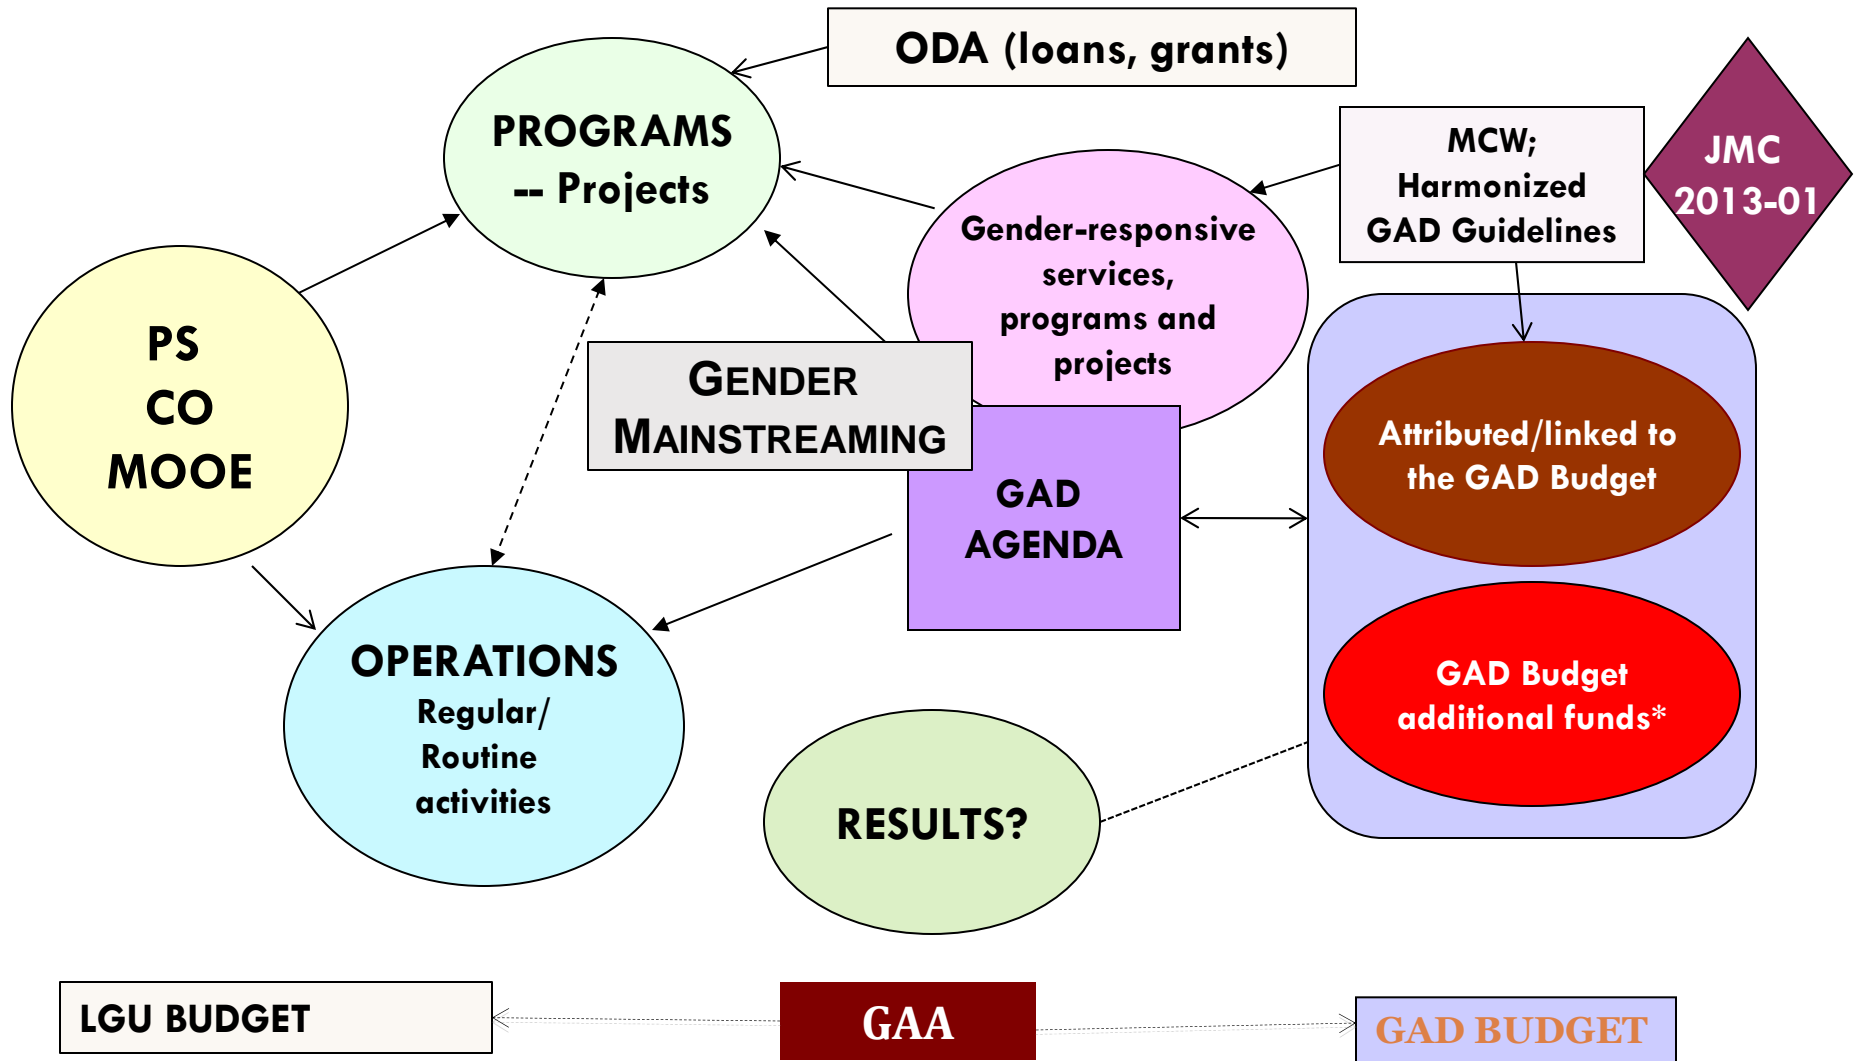 ODA (loans, grants)
PROGRAMS
-- Projects
MCW;
Harmonized
GAD Guidelines
JMC
2013-01
Gender-responsive
services,
programs and
projects
PS
CO
MOOE
GENDER
MAINSTREAMING
Attributed/linked to
the GAD Budget
GAD
AGENDA
OPERATIONS
Regular/
Routine
activities
GAD Budget
additional funds*
RESULTS?
LGU BUDGET
GAA
GAD BUDGET